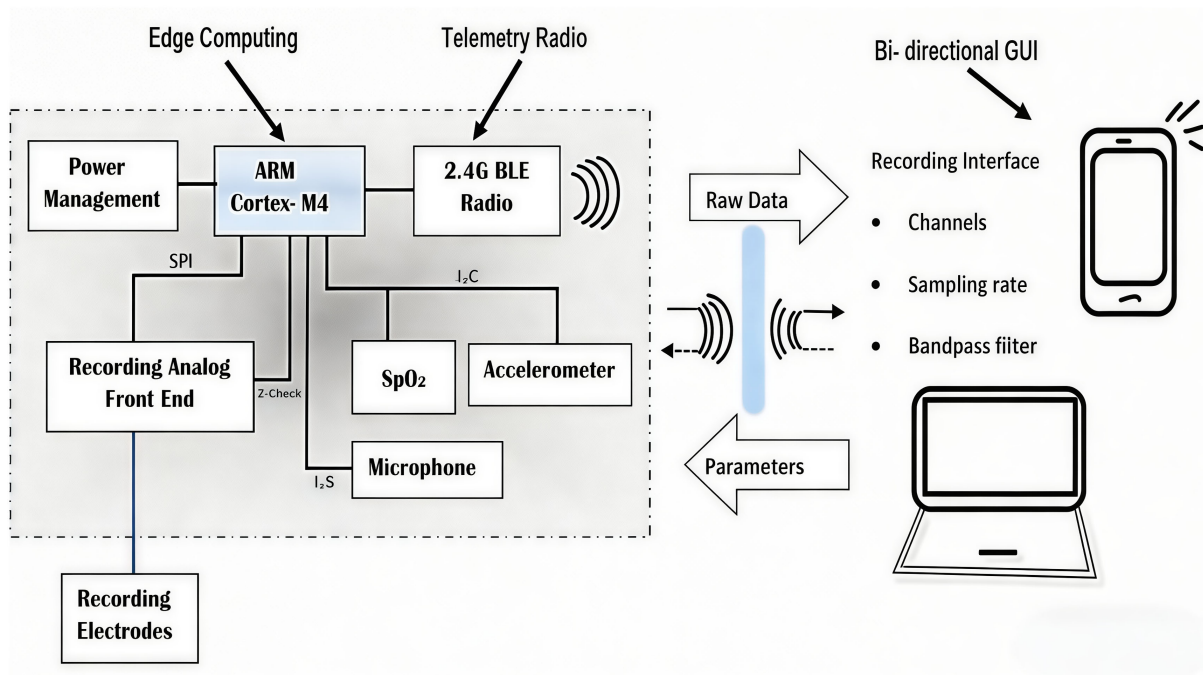 Edge Computing
Telemetry Radio
Bi- directional GUI
Power
Management
ARM
Cortex- M4
2.4G BLE
Radio
Raw Data
Recording Interface
• Channels
• Sampling rate
• Bandpass fiiter
SPI
I₂C
Recording Analog
Front End
Z-Check
SpO₂
Accelerometer
Microphone
I₂S
Parameters
Recording
Electrodes